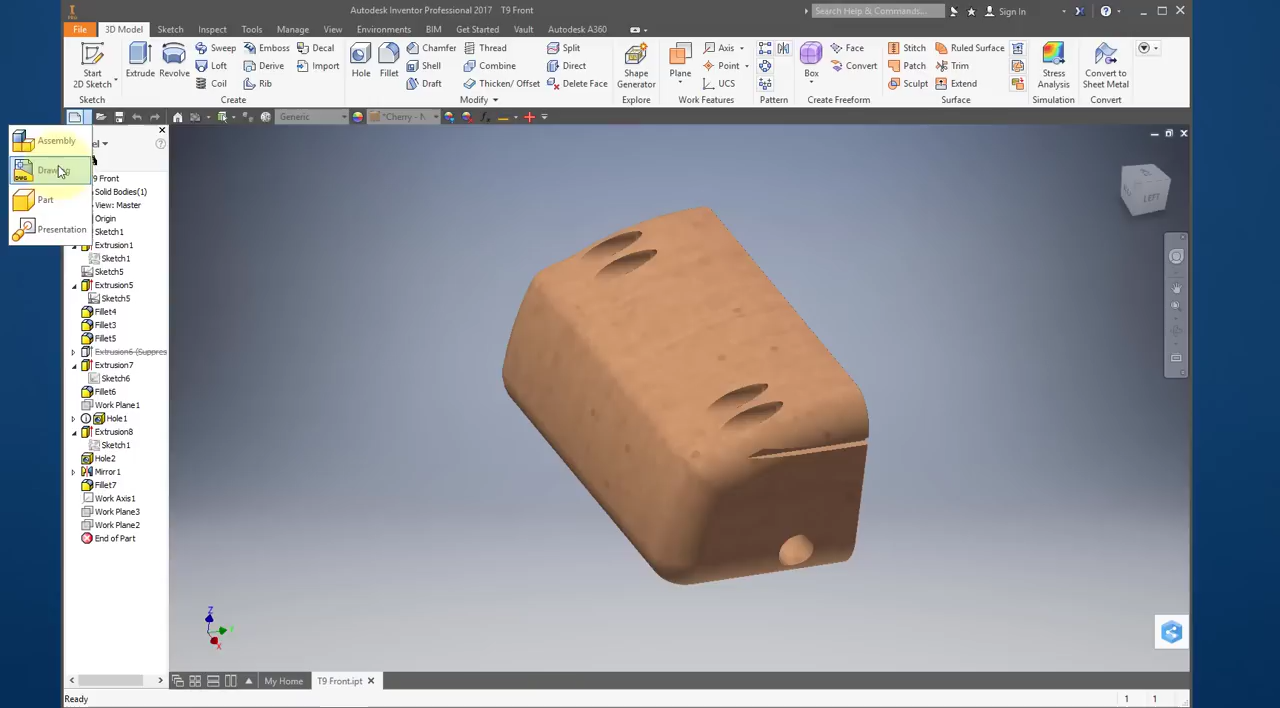 Autodesk Inventor Professional 2017 T9 Front
Search Help & Commands...
Sign In
File 3D Model Sketch Inspect Tools Manage View Environments BIM Get Started Vault Autodesk A360
Start
2D Sketch
Extrude
Revolve
Sweep
Loft
Coil
Emboss
Derive
Rib
Decal
Import
Hole
Fillet
Chamfer
Shell
Draft
Thread
Combine
Thicken/ Offset
Split
Direct
Delete Face
Shape
Generator
Plane
Axis
Point
UCS
Box
Face
Convert
Stitch
Patch
Sculpt
Ruled Surface
Trim
Extend
Stress
Analysis
Convert to
Sheet Metal
Sketch Create Modify Explore Work Features Pattern Create Freeform Surface Simulation Convert
Generic
Assembly
Part
Presentation
T9 Front
Solid Bodies(1)
View: Master
Origin
Sketch1
Extrusion1
Sketch1
Sketch5
Extrusion5
Sketch5
Fillet4
Fillet3
Fillet5
Extrusion6 (Suppres
Extrusion7
Sketch6
Fillet6
Work Plane1
Hole1
Extrusion8
Sketch1
Hole2
Mirror1
Fillet7
Work Axis1
Work Plane3
Work Plane2
End of Part
LEFT
Z
X
My Home
T9 Front.ipt
Ready
1 1